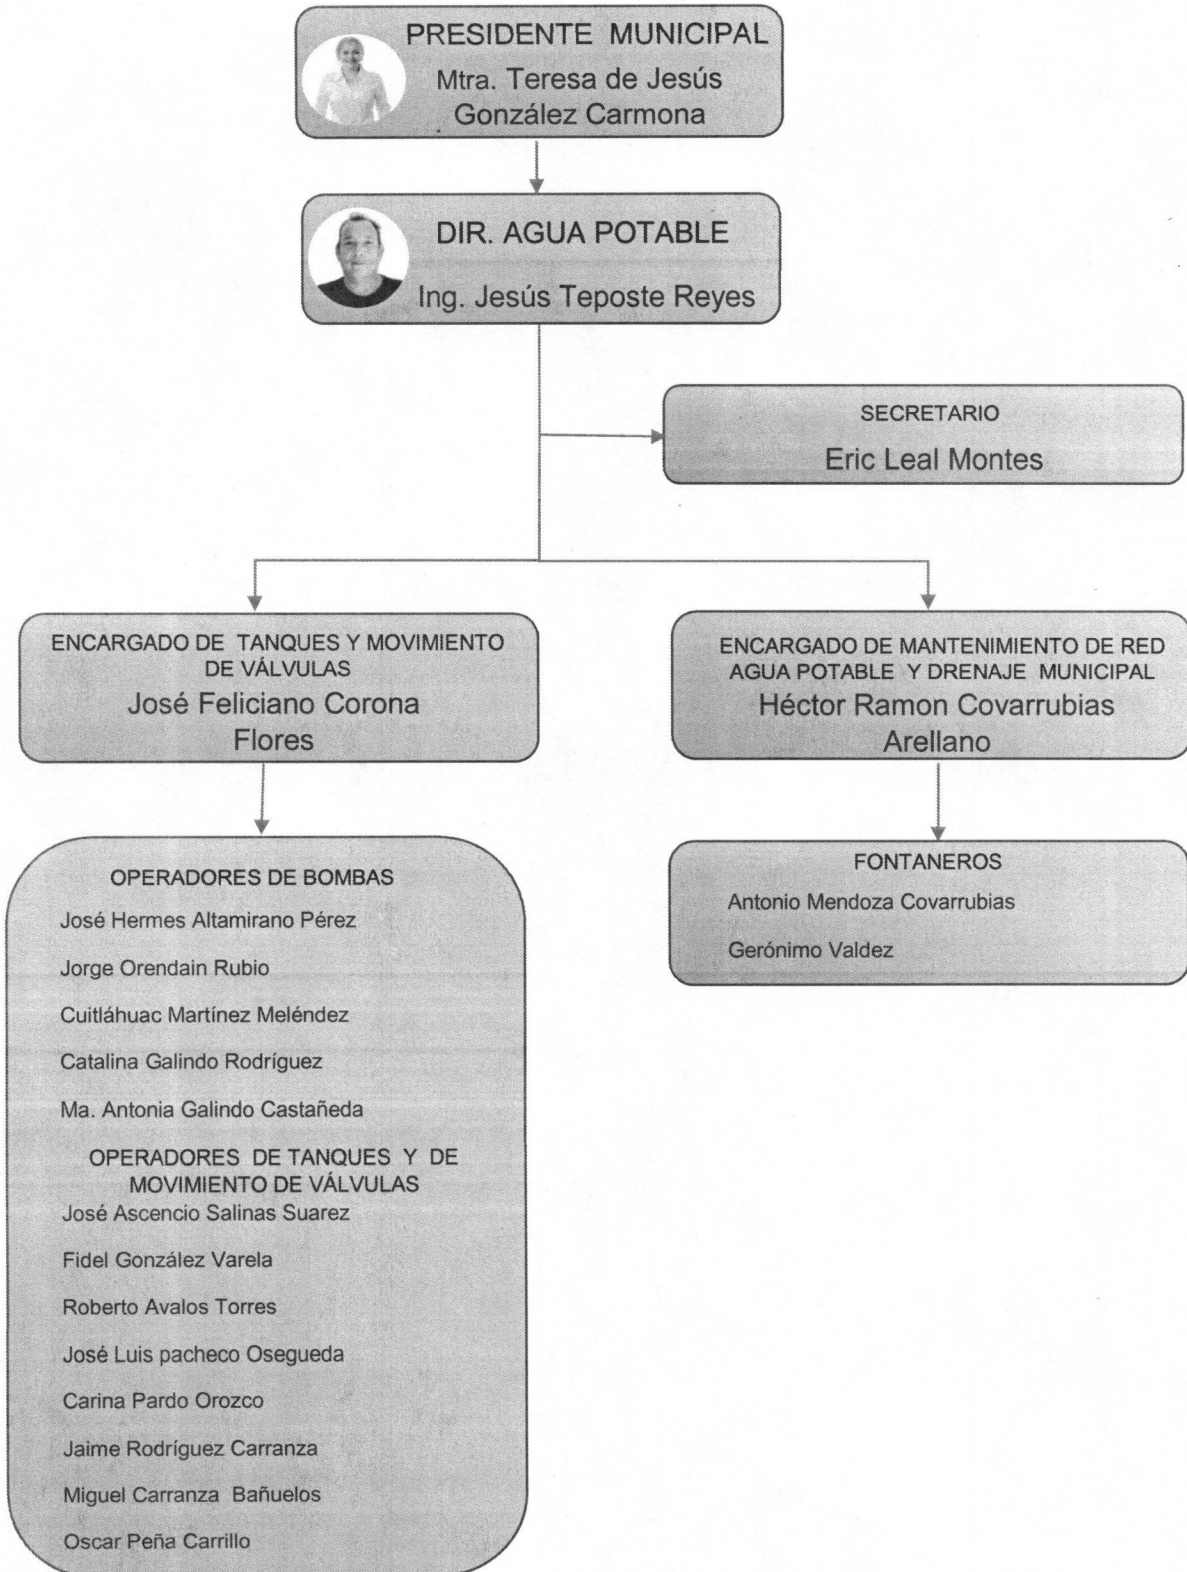 PRESIDENTE MUNICIPAL
Mtra. Teresa de Jesús
González Carmona
DIR. AGUA POTABLE
Ing. Jesús Teposte Reyes
SECRETARIO
Eric Leal Montes
ENCARGADO DE TANQUES Y MOVIMIENTO
DE VÁLVULAS
José Feliciano Corona
Flores
ENCARGADO DE MANTENIMIENTO DE RED
AGUA POTABLE Y DRENAJE MUNICIPAL
Héctor Ramon Covarrubias
Arellano
OPERADORES DE BOMBAS
José Hermes Altamirano Pérez
Jorge Orendain Rubio
Cuitláhuac Martínez Meléndez
Catalina Galindo Rodríguez
Ma. Antonia Galindo Castañeda
OPERADORES DE TANQUES Y DE
MOVIMIENTO DE VÁLVULAS
José Ascencio Salinas Suarez
Fidel González Varela
Roberto Avalos Torres
José Luis pacheco Osegueda
Carina Pardo Orozco
Jaime Rodríguez Carranza
Miguel Carranza Bañuelos
Oscar Peña Carrillo
FONTANEROS
Antonio Mendoza Covarrubias
Gerónimo Valdez